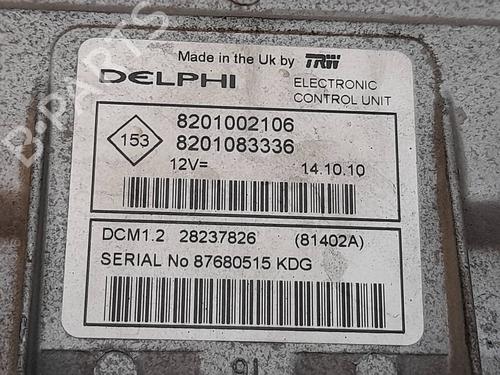 Made in the Uk by TRW
DELPHI
ELECTRONIC
CONTROL UNIT
153
8201002106
8201083336
12V=
14.10.10
DCM1.2 28237826 (81402A)
SERIAL No 87680515 KDG
B-PARTS